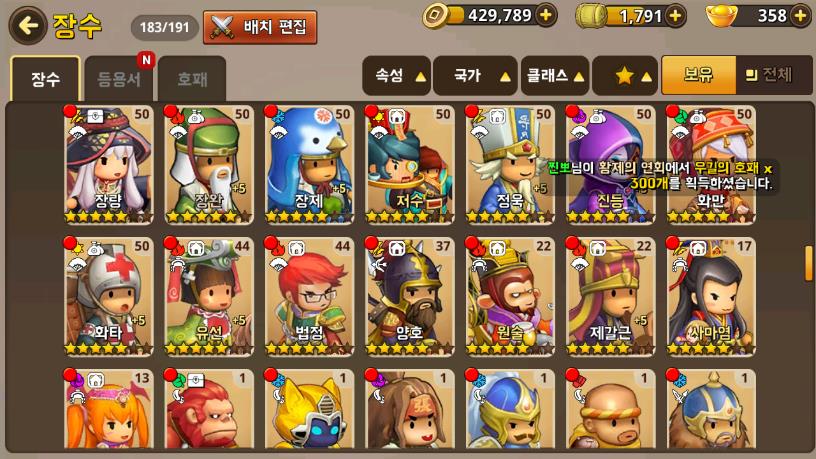 장수
183/191
배치 편집
429,789
1,791
358
장수
등용서
N
호패
속성
국가
클래스
보유
전체
50 50 50 50 50 50 50
찐뽀님이 황제의 연회에서 우길의 호패 x
300개를 획득하셨습니다.
+5 +5 +5
장량 장완 장제 저수 정욱 진등 화만
50 44 44 37 22 22 17
+5 +5 +5
화타 유선 법정 양호 원술 제갈근 사마염
13 1 1 1 1 1 1